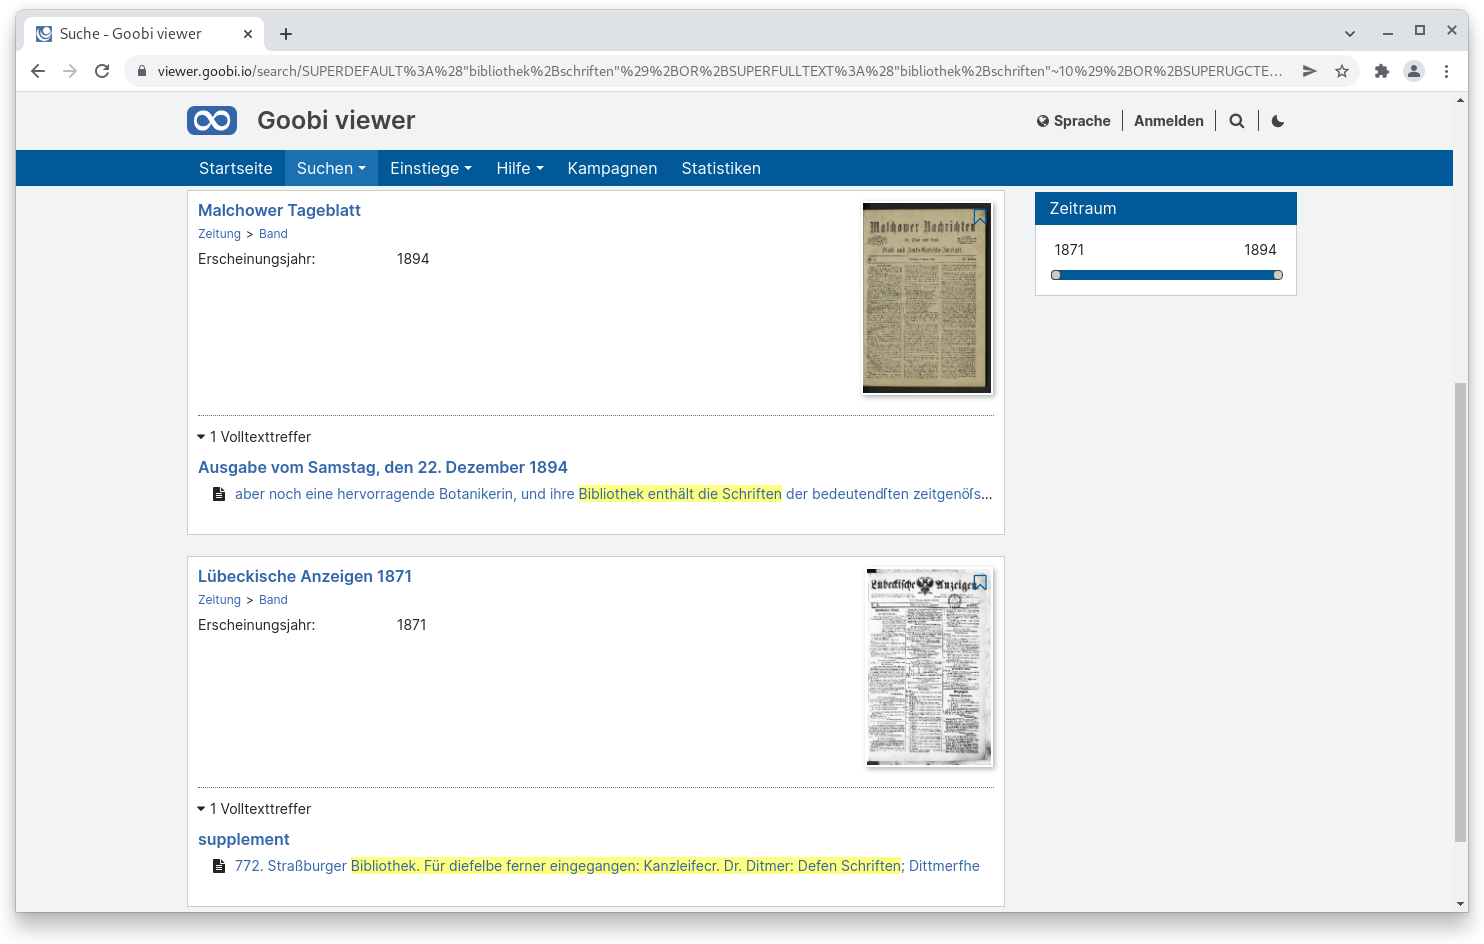 Suche - Goobi viewer
viewer.goobi.io/search/SUPERDEFAULT%3A%28"bibliothek%2Bschriften"%29%2BOR%2BSUPERFULLTEXT%3A%28"bibliothek%2Bschriften"~10%29%2BOR%2BSUPERUGCTE...
Goobi viewer
Sprache
Anmelden
Startseite
Suchen
Einstiege
Hilfe
Kampagnen
Statistiken
Malchower Tageblatt
Zeitung > Band
Erscheinungsjahr: 1894
Malchower Nachrichten
1 Volltexttreffer
Ausgabe vom Samstag, den 22. Dezember 1894
aber noch eine hervorragende Botanikerin, und ihre Bibliothek enthält die Schriften der bedeutendſten zeitgenöſs...
Lübeckische Anzeigen 1871
Zeitung > Band
Erscheinungsjahr: 1871
Lübeckische Anzeigen
1 Volltexttreffer
supplement
772. Straßburger Bibliothek. Für diefelbe ferner eingegangen: Kanzleifecr. Dr. Ditmer: Defen Schriften; Dittmerfhe
Zeitraum
1871 1894